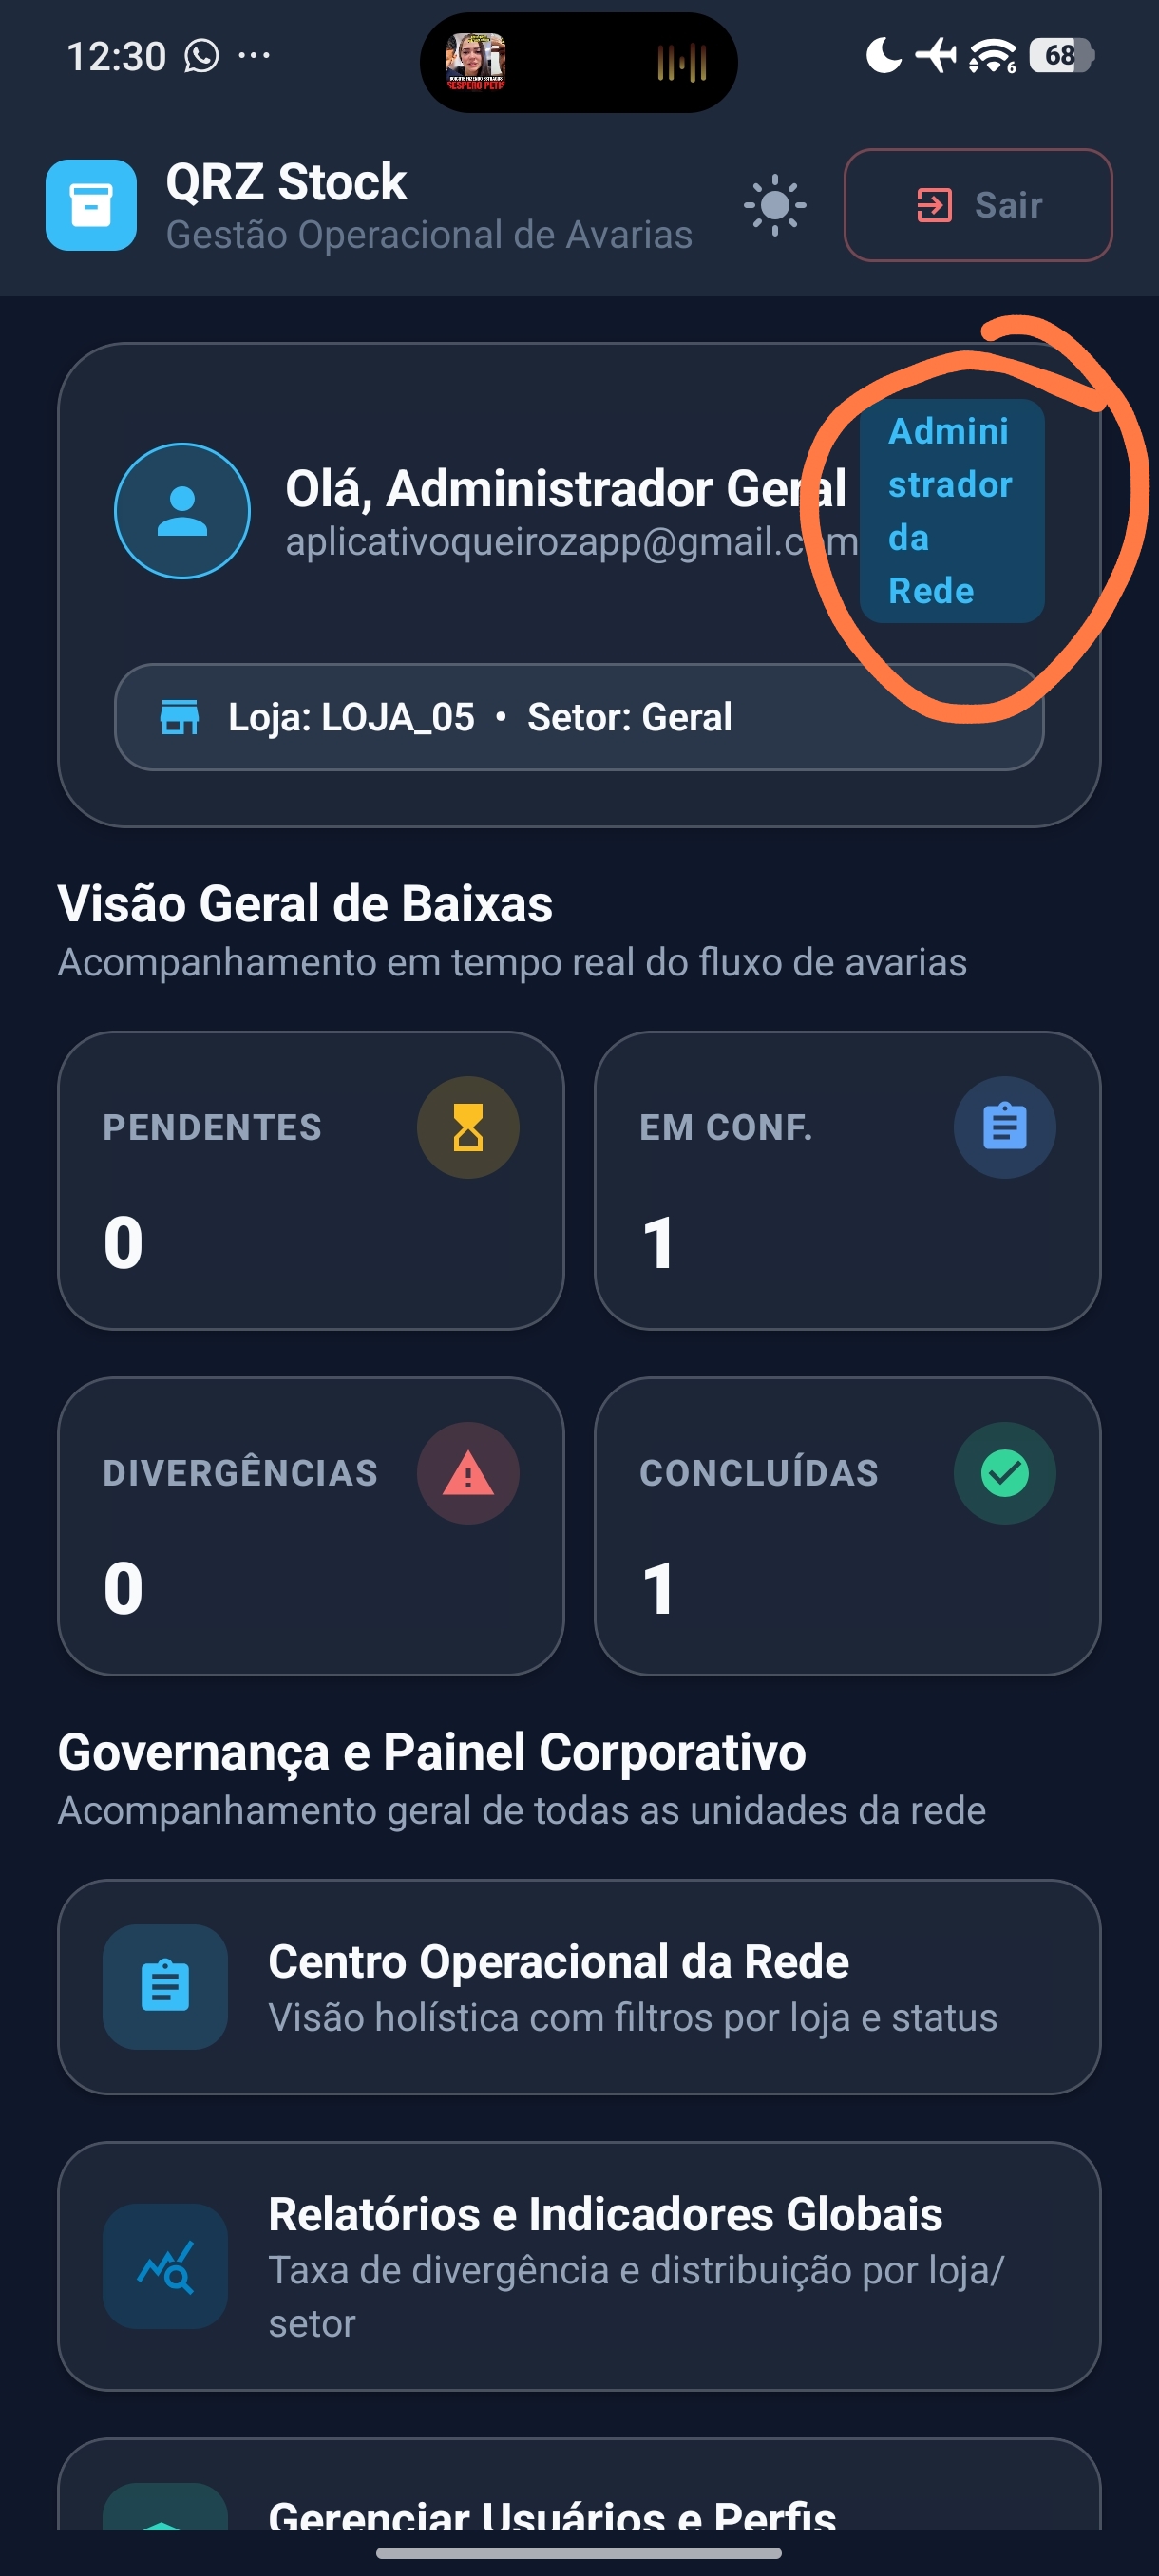 12:30
68
6
QRZ Stock
Gestão Operacional de Avarias
Sair
Olá, Administrador Geral
aplicativoqueirozapp@gmail.com
Admini
strador
da
Rede
Loja: LOJA_05 • Setor: Geral
Visão Geral de Baixas
Acompanhamento em tempo real do fluxo de avarias
PENDENTES
0
EM CONF.
1
DIVERGÊNCIAS
0
CONCLUÍDAS
1
Governança e Painel Corporativo
Acompanhamento geral de todas as unidades da rede
Centro Operacional da Rede
Visão holística com filtros por loja e status
Relatórios e Indicadores Globais
Taxa de divergência e distribuição por loja/
setor
Gerenciar Usuários e Perfis